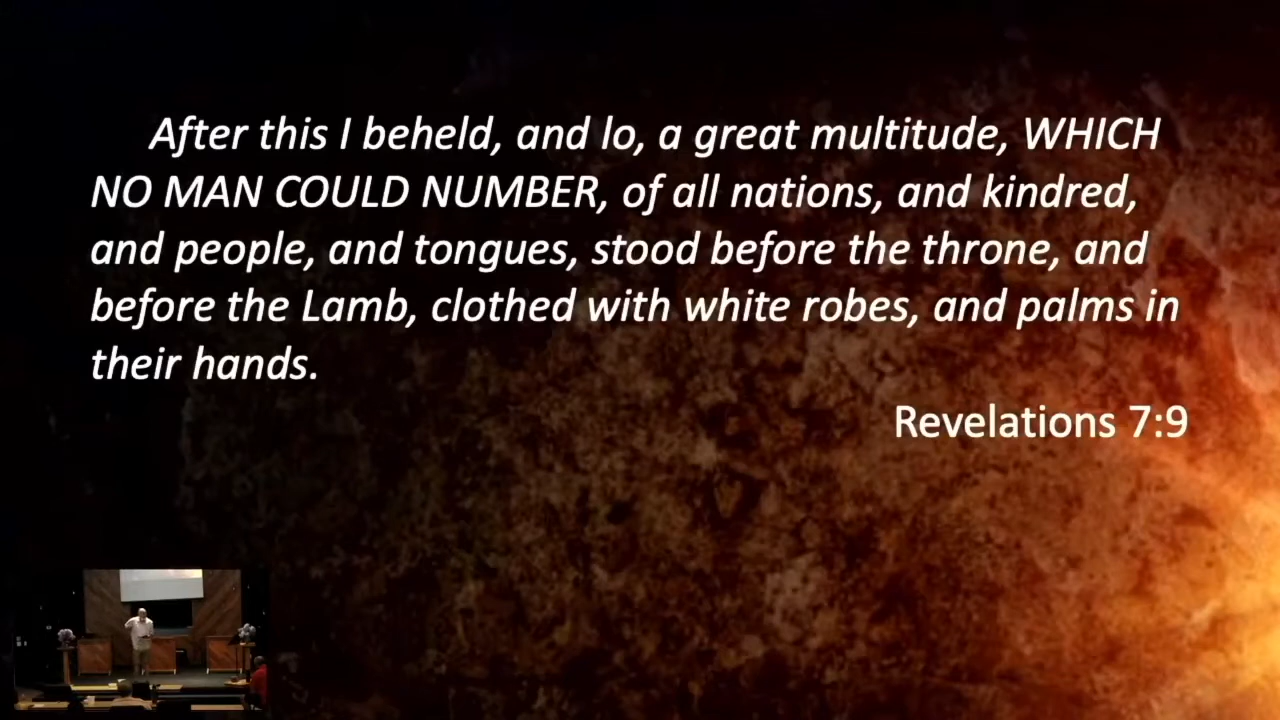 After this I beheld, and lo, a great multitude, WHICH
NO MAN COULD NUMBER, of all nations, and kindred,
and people, and tongues, stood before the throne, and
before the Lamb, clothed with white robes, and palms in
their hands.
Revelations 7:9